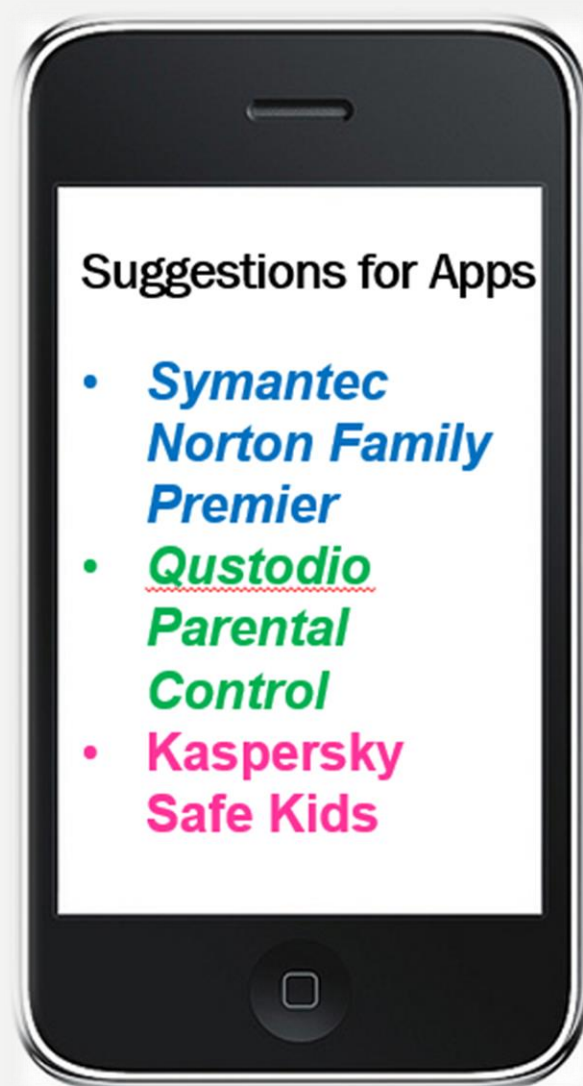 Suggestions for Apps
• Symantec
Norton Family
Premier
• Qustodio
Parental
Control
• Kaspersky
Safe Kids